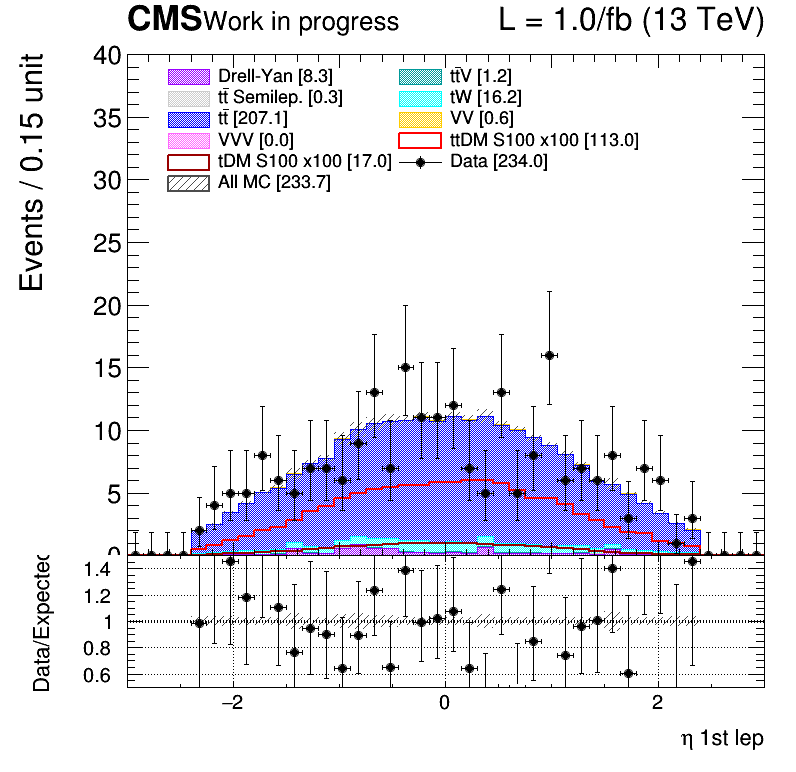 CMS Work in progress L = 1.0/fb (13 TeV)
Events / 0.15 unit
40
35
30
25
20
15
10
5
0
Drell-Yan [8.3]
tt̄V [1.2]
tt̄ Semilep. [0.3]
tW [16.2]
tt̄ [207.1]
VV [0.6]
VVV [0.0]
ttDM S100 x100 [113.0]
tDM S100 x100 [17.0]
Data [234.0]
All MC [233.7]
Data/Expected
1.4
1.2
1
0.8
0.6
−2 0 2
η 1st lep